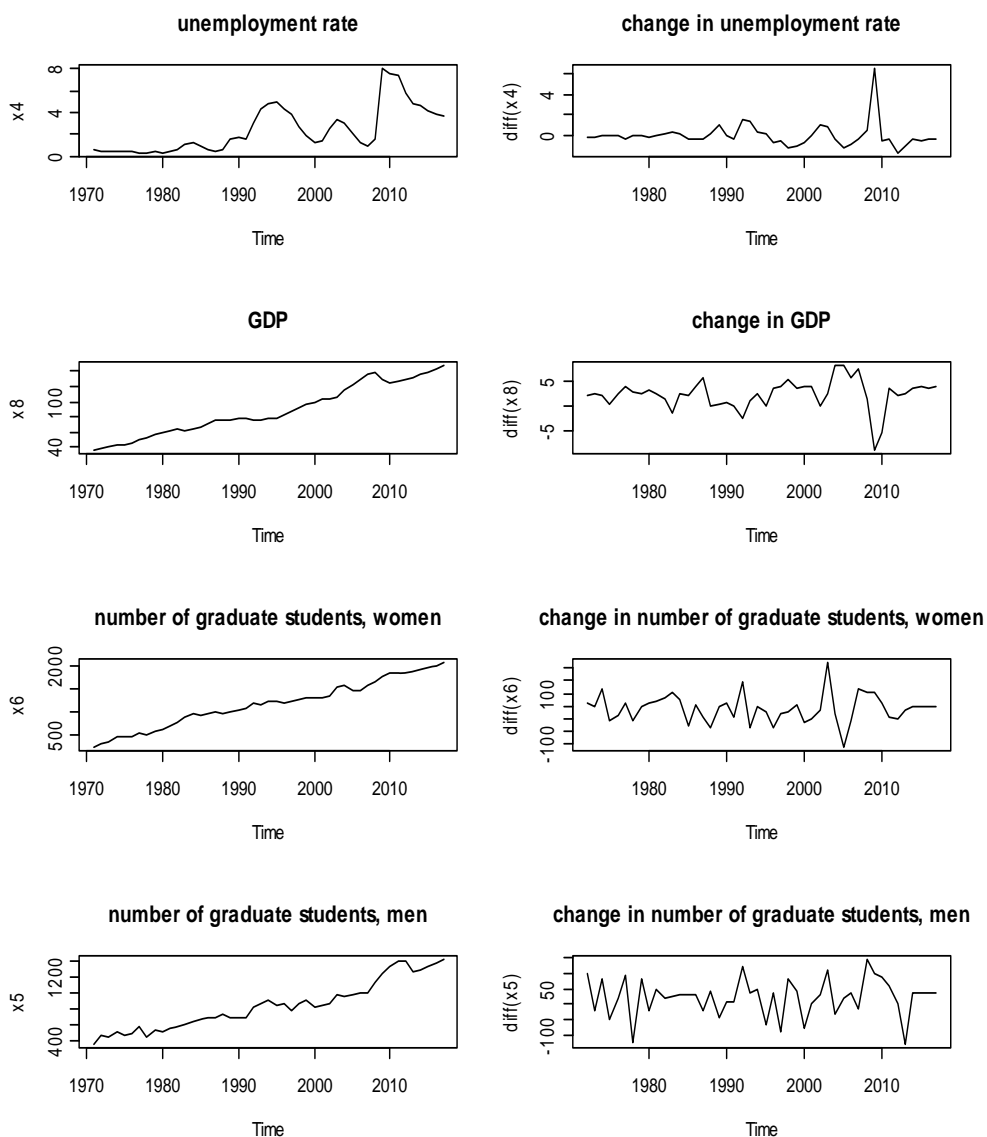 unemployment rate
x4
0 4 8
1970 1980 1990 2000 2010
Time
change in unemployment rate
diff(x4)
0 4
1980 1990 2000 2010
Time
GDP
x8
40 100
1970 1980 1990 2000 2010
Time
change in GDP
diff(x8)
-5 5
1980 1990 2000 2010
Time
number of graduate students, women
x6
500 2000
1970 1980 1990 2000 2010
Time
change in number of graduate students, women
diff(x6)
-100 100
1980 1990 2000 2010
Time
number of graduate students, men
x5
400 1200
1970 1980 1990 2000 2010
Time
change in number of graduate students, men
diff(x5)
-100 50
1980 1990 2000 2010
Time